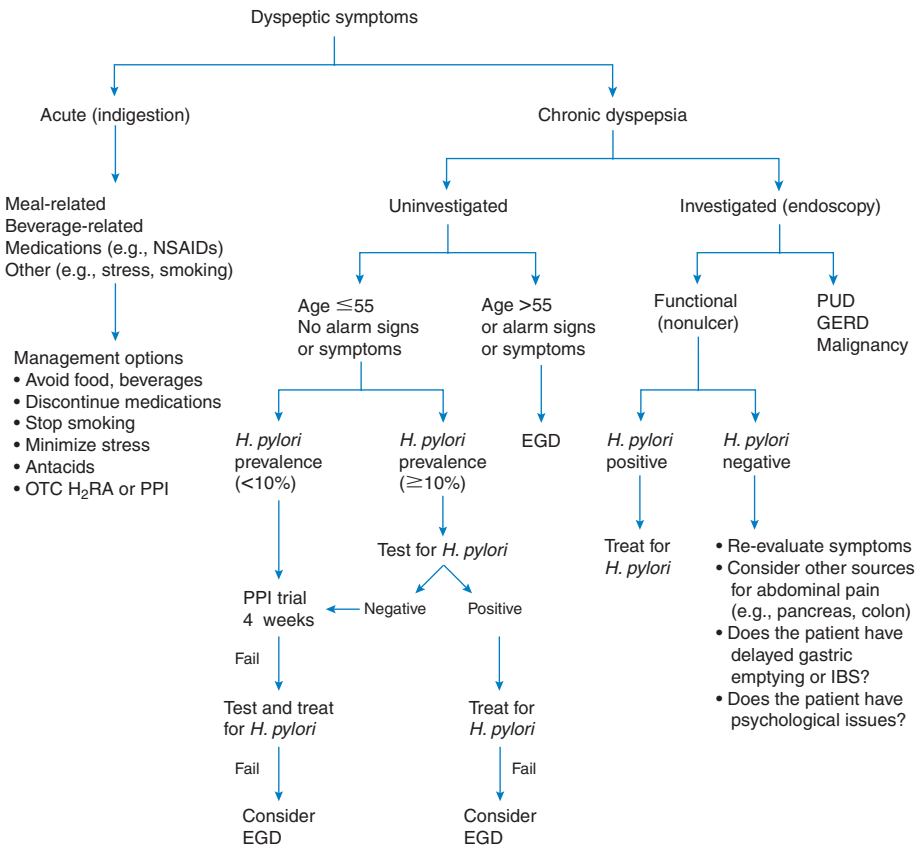 Dyspeptic symptoms
Acute (indigestion)
Chronic dyspepsia
Meal-related
Beverage-related
Medications (e.g., NSAIDs)
Other (e.g., stress, smoking)
Uninvestigated
Investigated (endoscopy)
Age ≦55
No alarm signs
or symptoms
Age >55
or alarm signs
or symptoms
Functional
(nonulcer)
PUD
GERD
Malignancy
Management options
• Avoid food, beverages
• Discontinue medications
• Stop smoking
• Minimize stress
• Antacids
• OTC H₂RA or PPI
H. pylori
prevalence
(<10%)
H. pylori
prevalence
(≧10%)
EGD
H. pylori
positive
H. pylori
negative
Test for H. pylori
Treat for
H. pylori
• Re-evaluate symptoms
• Consider other sources
for abdominal pain
(e.g., pancreas, colon)
• Does the patient have
delayed gastric
emptying or IBS?
• Does the patient have
psychological issues?
PPI trial
4 weeks
Negative
Positive
Fail
Test and treat
for H. pylori
Treat for
H. pylori
Fail
Fail
Consider
EGD
Consider
EGD